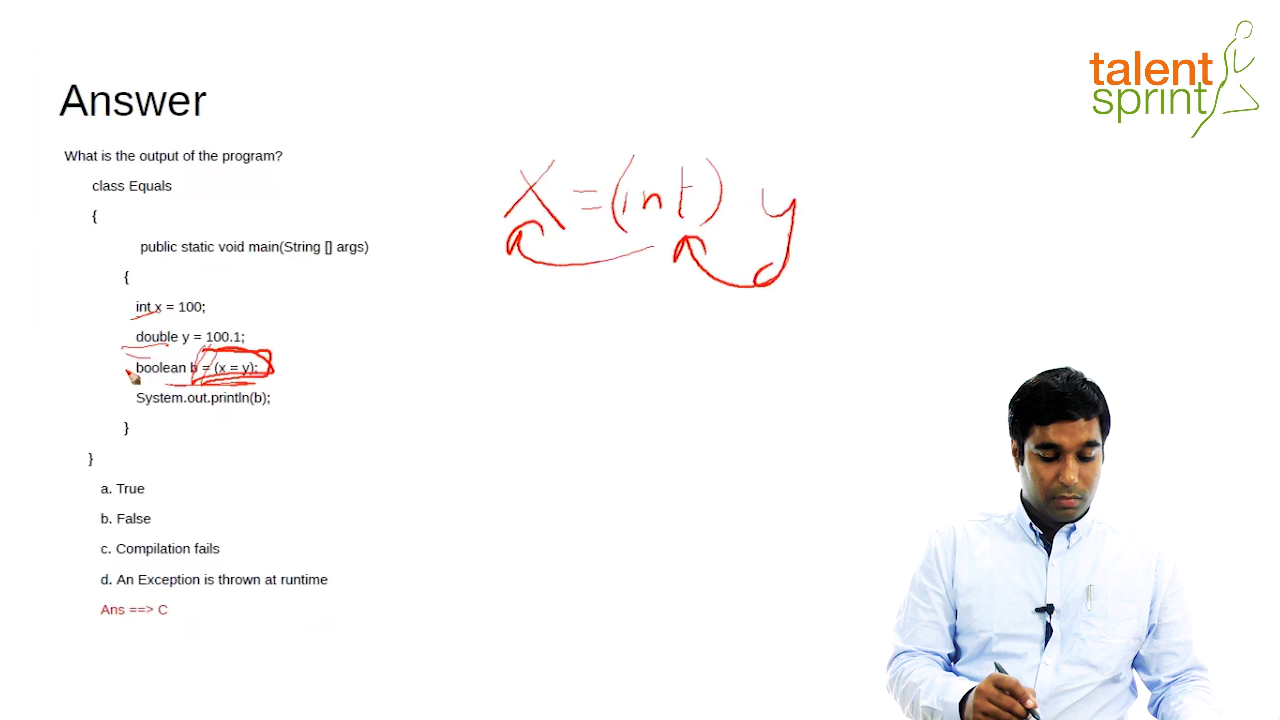 talent
sprint
Answer
What is the output of the program?
class Equals
{
public static void main(String [] args)
{
int x = 100;
double y = 100.1;
boolean b = (x = y);
System.out.println(b);
}
}
a. True
b. False
c. Compilation fails
d. An Exception is thrown at runtime
Ans ==> C
X = (int) y